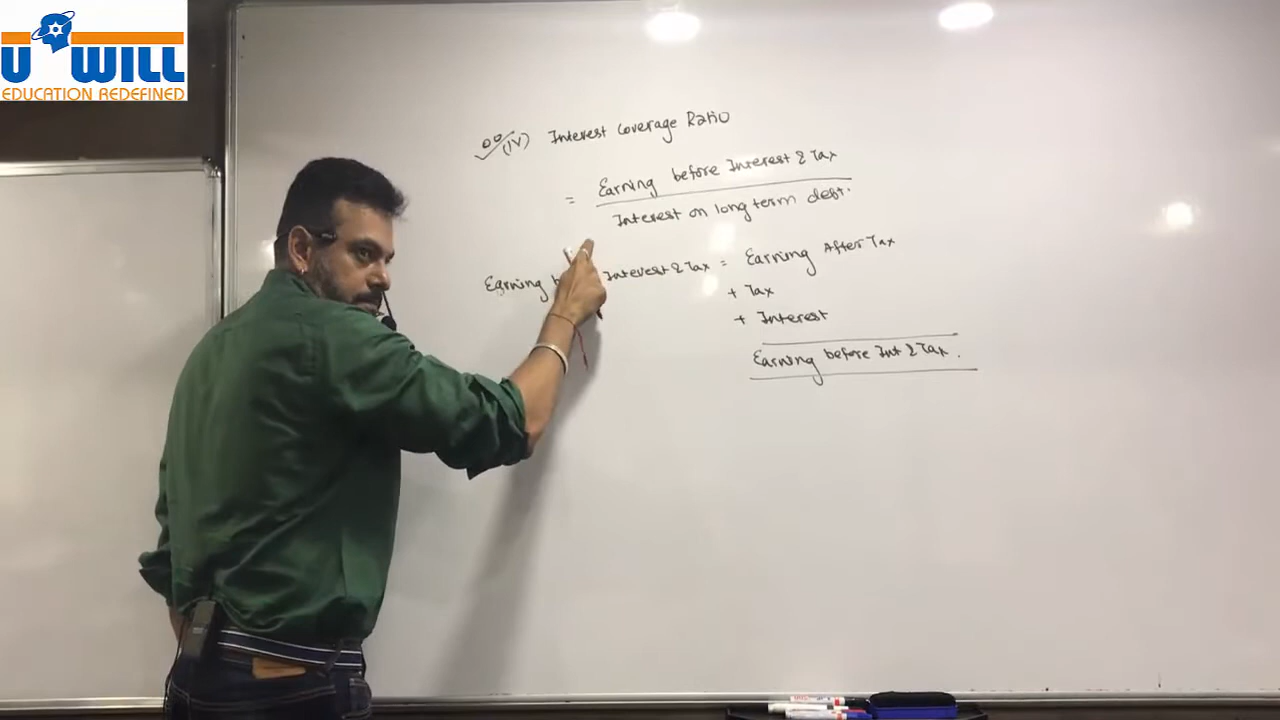 U WILL
EDUCATION REDEFINED
(IV) Interest Coverage Ratio
= Earning before Interest & Tax
Interest on long term debt.
Earning Interest & Tax = Earning After Tax
+ Tax
+ Interest
Earning before Int & Tax.